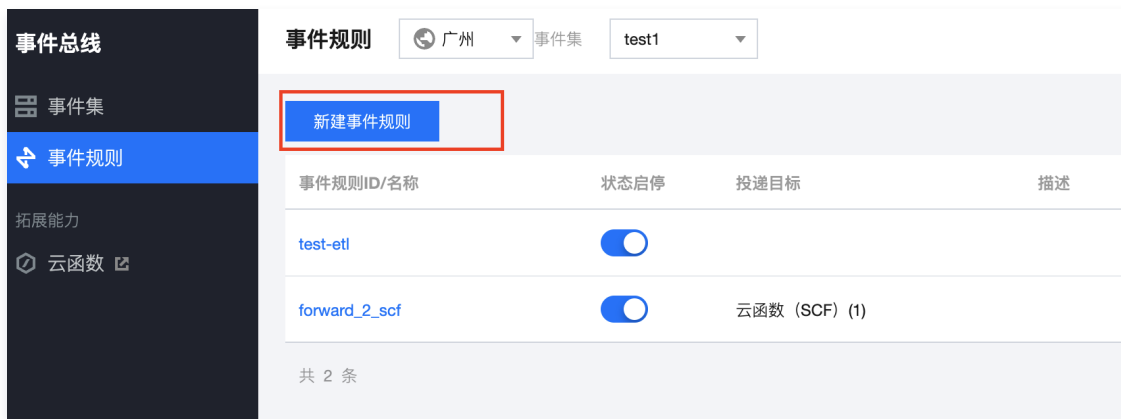 事件总线
事件集
事件规则
拓展能力
云函数
事件规则 广州 事件集 test1
新建事件规则
事件规则ID/名称 状态启停 投递目标 描述
test-etl
forward_2_scf 云函数（SCF）(1)
共 2 条